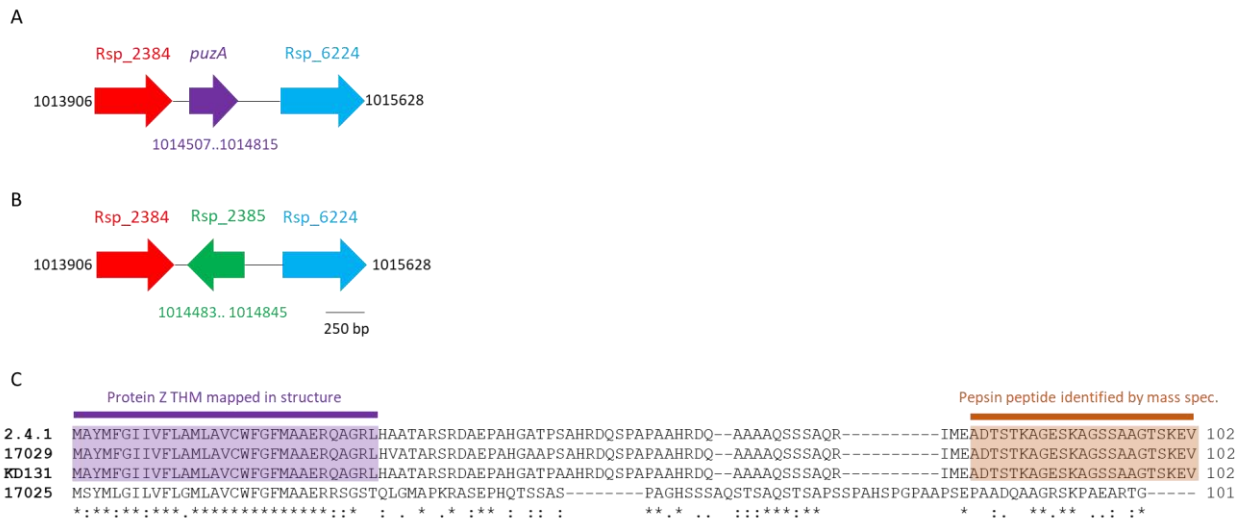 A
Rsp_2384 puzA Rsp_6224
1013906 1015628
1014507..1014815
B
Rsp_2384 Rsp_2385 Rsp_6224
1013906 1015628
1014483.. 1014845
250 bp
C
Protein Z THM mapped in structure Pepsin peptide identified by mass spec.
2.4.1 MAYMFGIIVFLAMLAVCWFGFMAAERQAGRLHAATARSRDAEPAHGATPSAHRDQSPAPAAHRDQ--AAAAQSSSAQR----------IMEADTSTKAGESKAGSSAAGTSKEV 102
17029 MAYMFGIIVFLAMLAVCWFGFMAAERQAGRLHVATARSRDAEPAHGAAPSAHRDQSPAPAAHRDQ--AAAAQSSSAQR----------IMEADTSTKAGESKAGSSAAGTSKEV 102
KD131 MAYMFGIIVFLAMLAVCWFGFMAAERQAGRLHAATARSRDAEPAHGATPAAHRDQSPAPAAHRDQ--AAAAQSSSAQR----------IMEADTSTKAGESKAGSSAAGTSKEV 102
17025 MSYMLGILVFLGMLAVCWFGFMAAERRSGSTQLGMAPKRASEPHQTSSAS--------PAGHSSSAQSTSAQSTSAPSSPAHSPGPAAPSEPAADQAAGRSKPAEARTG----- 101
*:**:**:***.**************::* : . . * . :** : : : **.* .. :::***:** * :. :**.** ..: :*